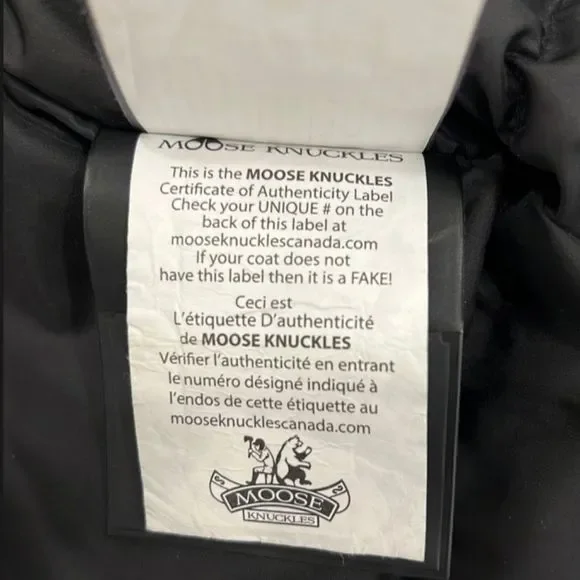 MOOSE KNUCKLES
This is the MOOSE KNUCKLES
Certificate of Authenticity Label
Check your UNIQUE # on the
back of this label at
mooseknucklescanada.com
If your coat does not
have this label then it is a FAKE!
Ceci est
L'étiquette D'authenticité
de MOOSE KNUCKLES
Vérifier l'authenticité en entrant
le numéro désigné indiqué à
l'endos de cette étiquette au
mooseknucklescanada.com
MOOSE
KNUCKLES